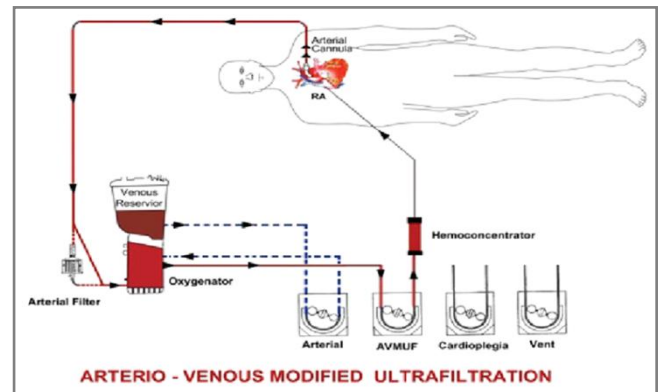 Arterial
Cannula
RA
Venous
Reservior
Hemoconcentrator
Oxygenator
Arterial Filter
Arterial
AVMUF
Cardioplegia
Vent
ARTERIO - VENOUS MODIFIED ULTRAFILTRATION